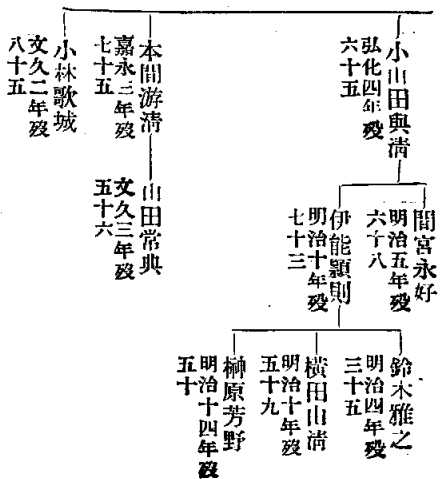 小山田與淸
弘化四年歿
六十五
間宮永好
明治五年歿
六十八
伊能穎則
明治十年歿
七十三
鈴木雅之
明治四年歿
三十五
横田山淸
明治十年歿
五十九
榊原芳野
明治十四年歿
五十
本間游淸
嘉永三年歿
七十五
山田常典
文久三年歿
五十六
小林歌城
文久二年歿
八十五